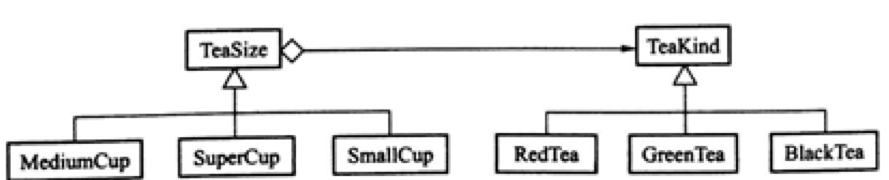 TeaSize
TeaKind
MediumCup
SuperCup
SmallCup
RedTea
GreenTea
BlackTea